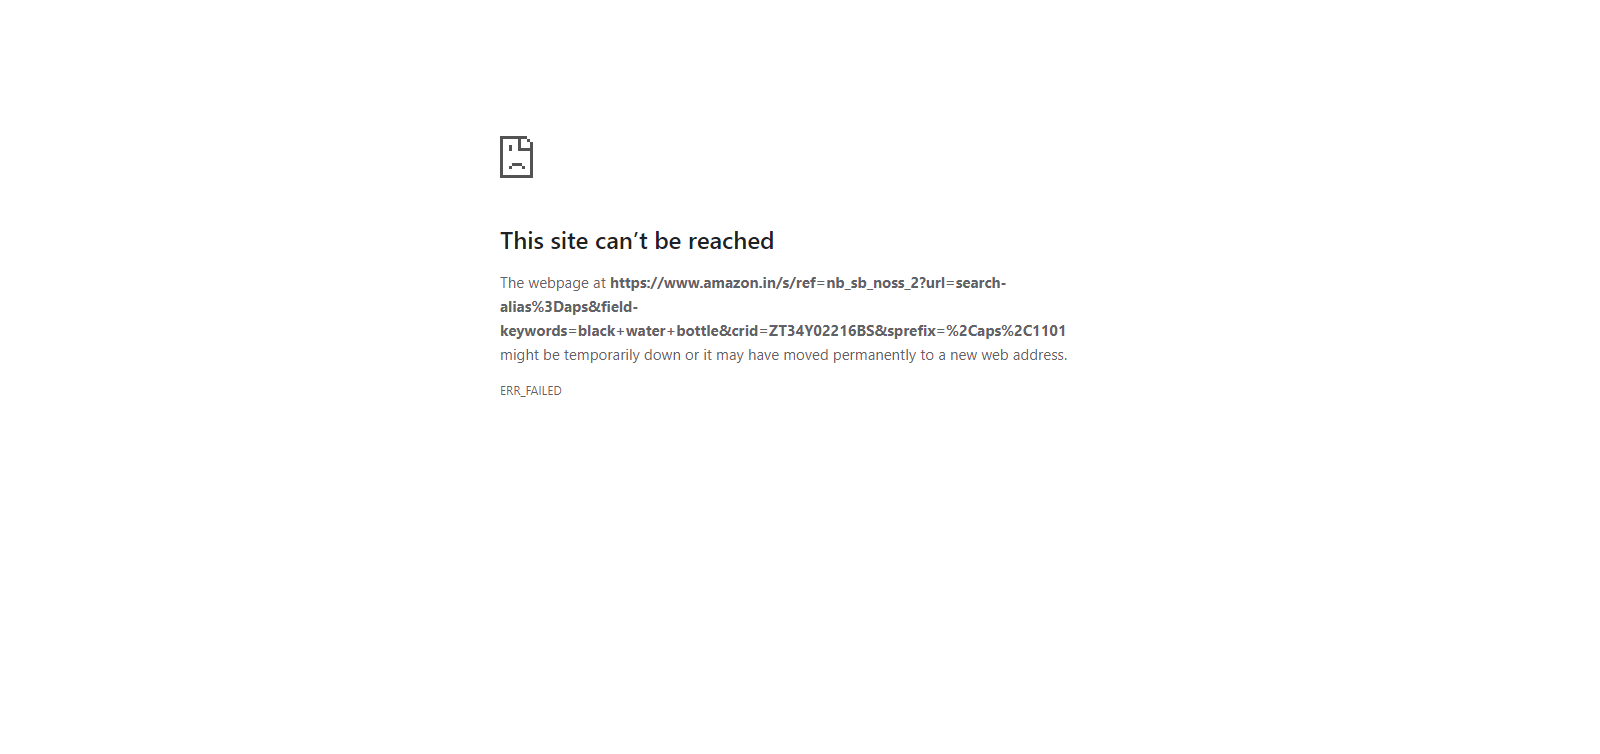 This site can’t be reached
The webpage at https://www.amazon.in/s/ref=nb_sb_noss_2?url=search-
alias%3Daps&field-
keywords=black+water+bottle&crid=ZT34Y02216BS&sprefix=%2Caps%2C1101
might be temporarily down or it may have moved permanently to a new web address.
ERR_FAILED